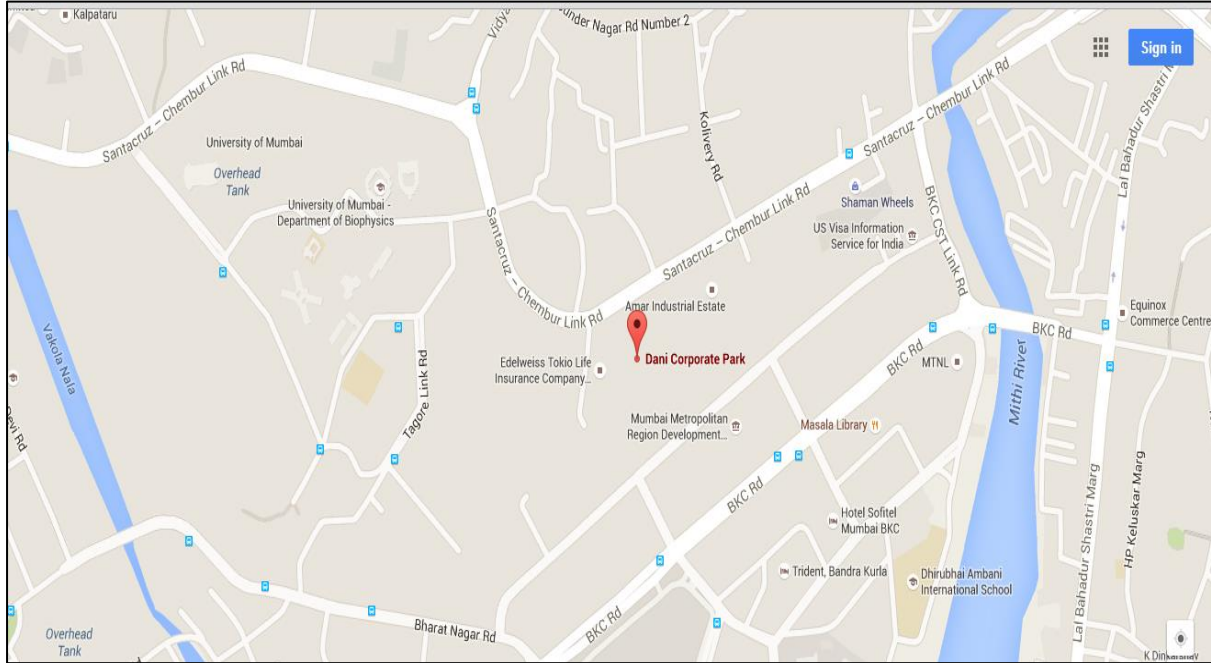 Kalpataru
Vidya
under Nagar Rd Number 2
Sign in
Santacruz – Chembur Link Rd
University of Mumbai
Overhead
Tank
University of Mumbai -
Department of Biophysics
Kolivery Rd
Santacruz – Chembur Link Rd
Lal Bahadur Shastri M
Shaman Wheels
US Visa Information
Service for India
BKC CST Link Rd
Santacruz – Chembur Link Rd
Santacruz – Chembur Link Rd
Amar Industrial Estate
Dani Corporate Park
Edelweiss Tokio Life
Insurance Company...
Equinox
Commerce Centre
BKC Rd
BKC Rd
MTNL
Mithi River
Vakola Nala
Devi Rd
Tagore Link Rd
Mumbai Metropolitan
Region Development...
Masala Library
BKC Rd
Hotel Sofitel
Mumbai BKC
Trident, Bandra Kurla
Dhirubhai Ambani
International School
Lal Bahadur Shastri Marg
HP Keluskar Marg
Bharat Nagar Rd
BKC Rd
Overhead
Tank